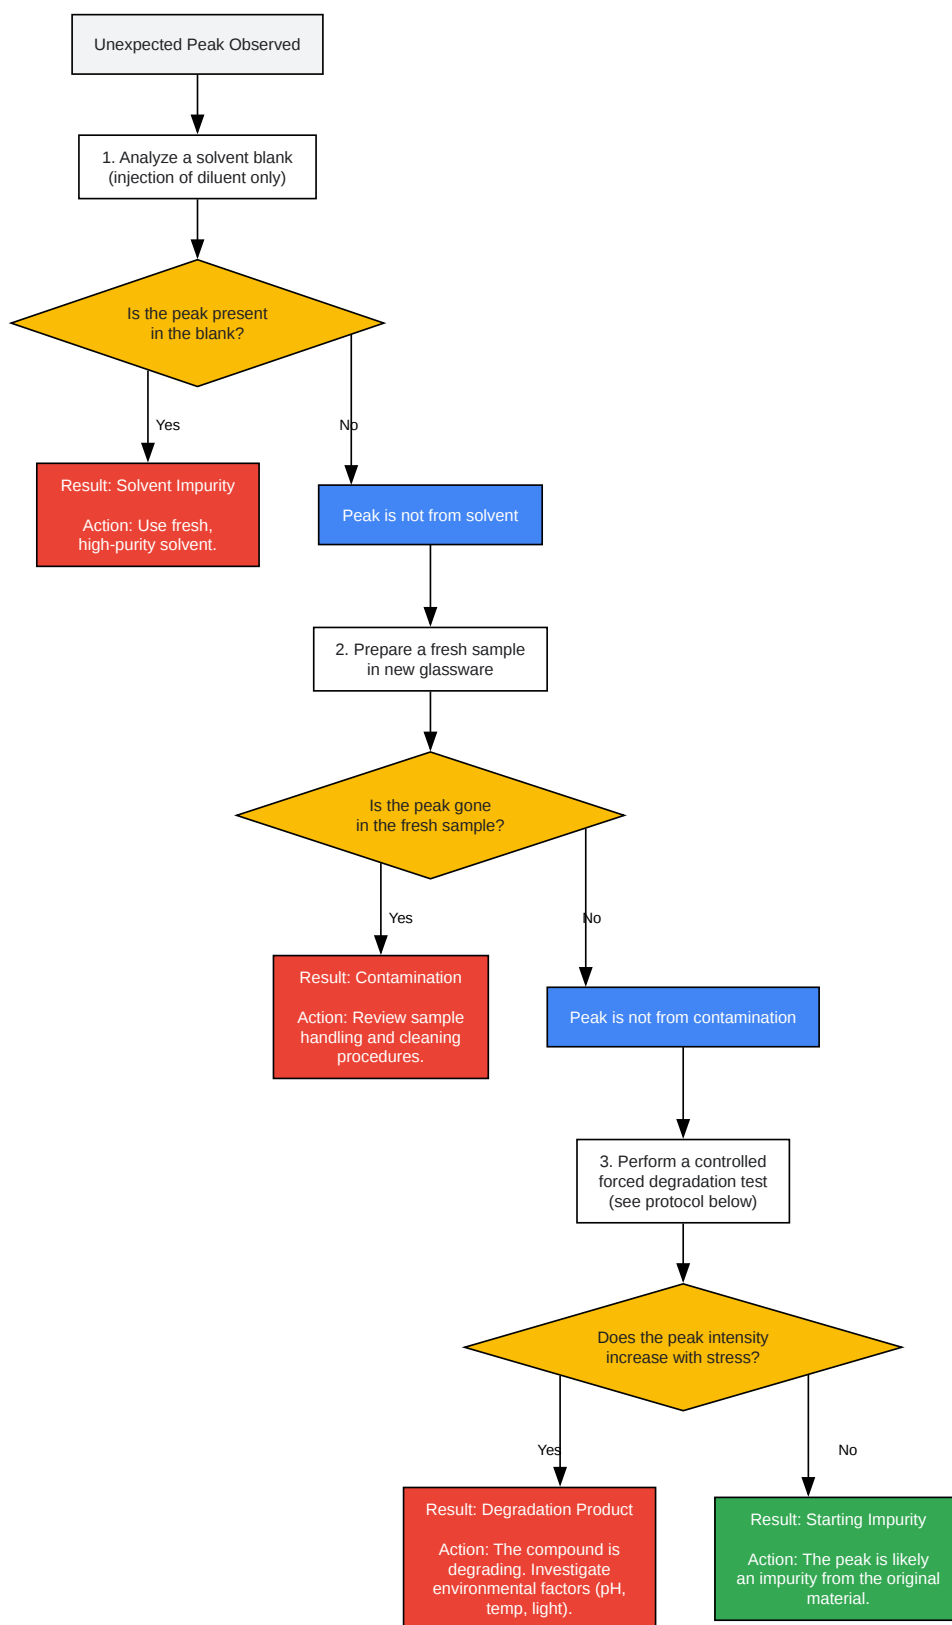 Unexpected Peak Observed
1. Analyze a solvent blank
(injection of diluent only)
Is the peak present
in the blank?
Yes
No
Result: Solvent Impurity
Action: Use fresh,
high-purity solvent.
Peak is not from solvent
2. Prepare a fresh sample
in new glassware
Is the peak gone
in the fresh sample?
Yes
No
Result: Contamination
Action: Review sample
handling and cleaning
procedures.
Peak is not from contamination
3. Perform a controlled
forced degradation test
(see protocol below)
Does the peak intensity
increase with stress?
Yes
No
Result: Degradation Product
Action: The compound is
degrading. Investigate
environmental factors (pH,
temp, light).
Result: Starting Impurity
Action: The peak is likely
an impurity from the original
material.